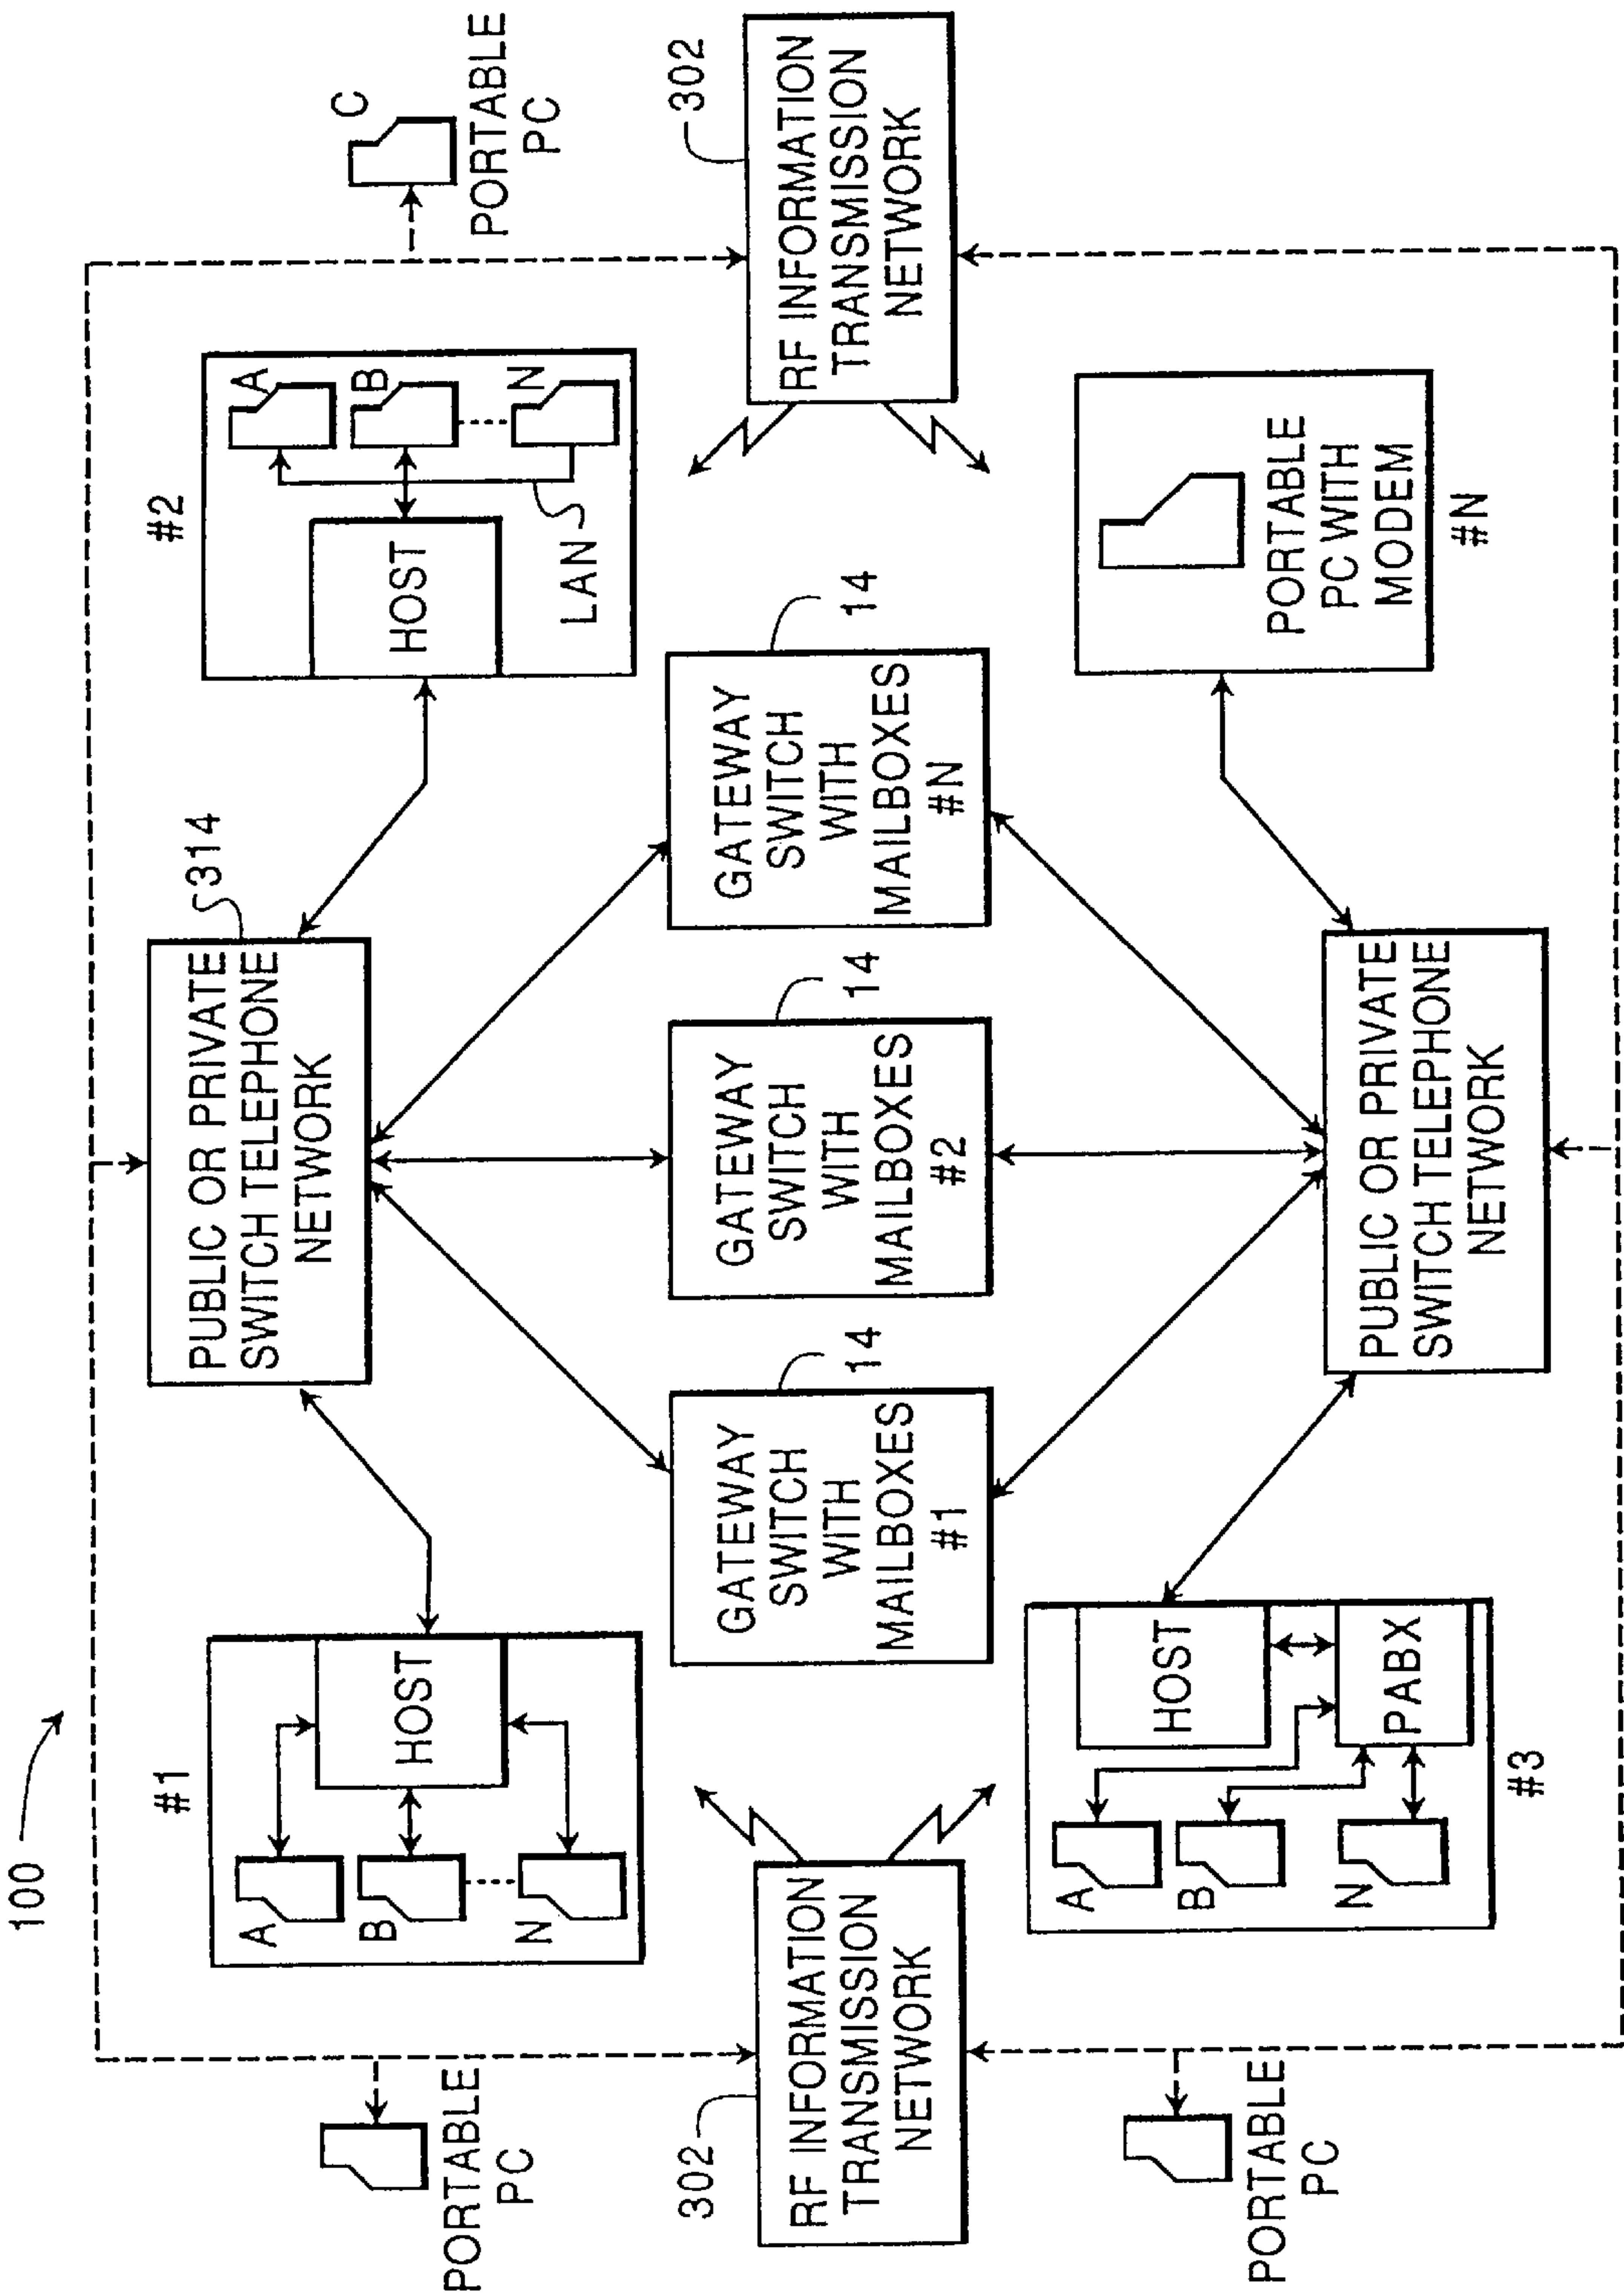 100
PORTABLE
PC
#1
A
B
N
HOST
PUBLIC OR PRIVATE
SWITCH TELEPHONE
NETWORK
314
#2
HOST
A
B
N
LAN
C
PORTABLE
PC
302
RF INFORMATION
TRANSMISSION
NETWORK
GATEWAY
SWITCH
WITH
MAILBOXES
#1
14
GATEWAY
SWITCH
WITH
MAILBOXES
#2
14
GATEWAY
SWITCH
WITH
MAILBOXES
#N
14
302
RF INFORMATION
TRANSMISSION
NETWORK
PORTABLE
PC
A
B
N
HOST
PABX
#3
PUBLIC OR PRIVATE
SWITCH TELEPHONE
NETWORK
PORTABLE
PC WITH
MODEM
#N